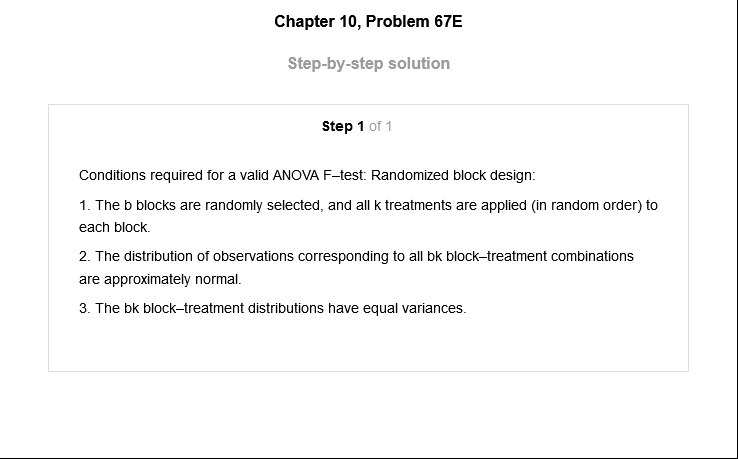 Chapter 10, Problem 67E
Step-by-step solution
Step 1 of 1
Conditions required for a valid ANOVA F–test: Randomized block design:
1. The b blocks are randomly selected, and all k treatments are applied (in random order) to
each block.
2. The distribution of observations corresponding to all bk block–treatment combinations
are approximately normal.
3. The bk block–treatment distributions have equal variances.